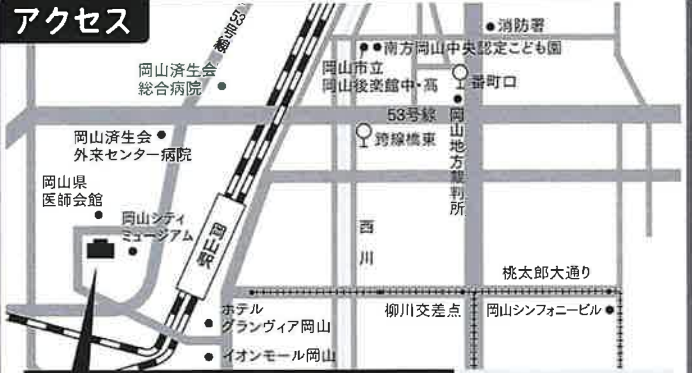 アクセス
53号線
消防署
南方岡山中央認定こども園
岡山市立
岡山後楽館中・高
番町口
岡山済生会
総合病院
53号線
岡山地方裁判所
跨線橋東
岡山済生会
外来センター病院
岡山県
医師会館
岡山シティ
ミュージアム
岡山駅
西川
桃太郎大通り
ホテル
グランヴィア岡山
柳川交差点
岡山シンフォニービル
イオンモール岡山